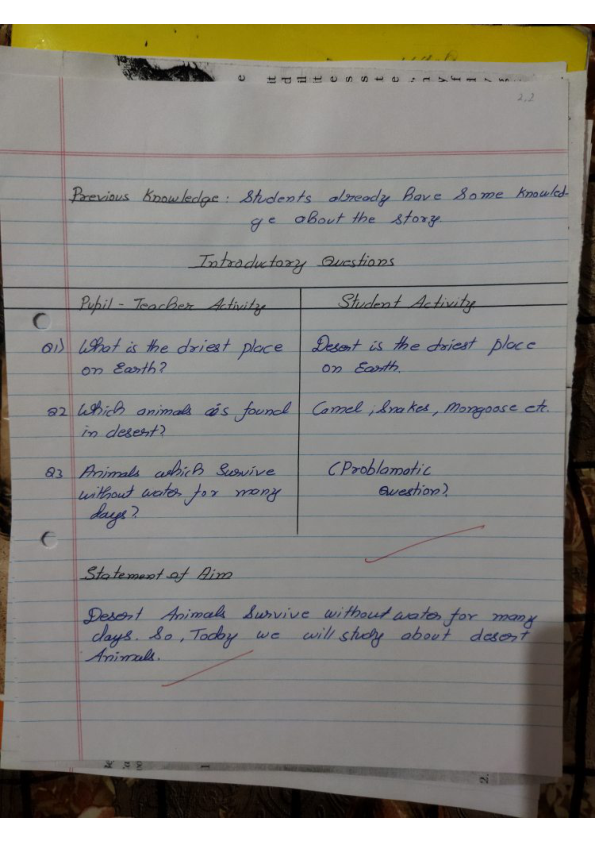 2.2
Previous Knowledge: Students already have some knowled-
ge about the story.
Introductory Questions
Pupil - Teacher Activity
Student Activity
Q1) What is the driest place
on Earth?
Desert is the driest place
on Earth.
Q2 Which animals is found
in desert?
Camel, Snakes, Mongoose etc.
Q3 Animals which Survive
without water for many
days?
(Problamatic
Question?)
Statement of Aim
Desert Animals Survive without water for many
days. So, Today we will study about desert
Animals.